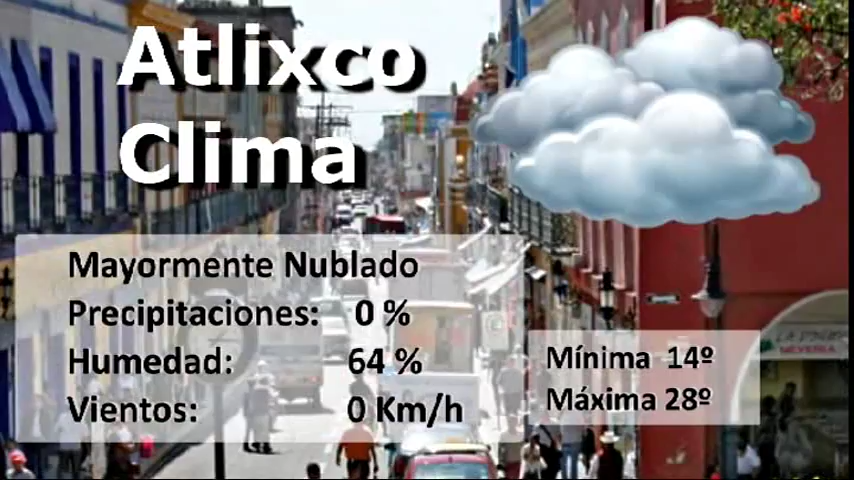 Atlixco
Clima
Mayormente Nublado
Precipitaciones: 0 %
Humedad: 64 %
Vientos: 0 Km/h
Mínima 14º
Máxima 28º